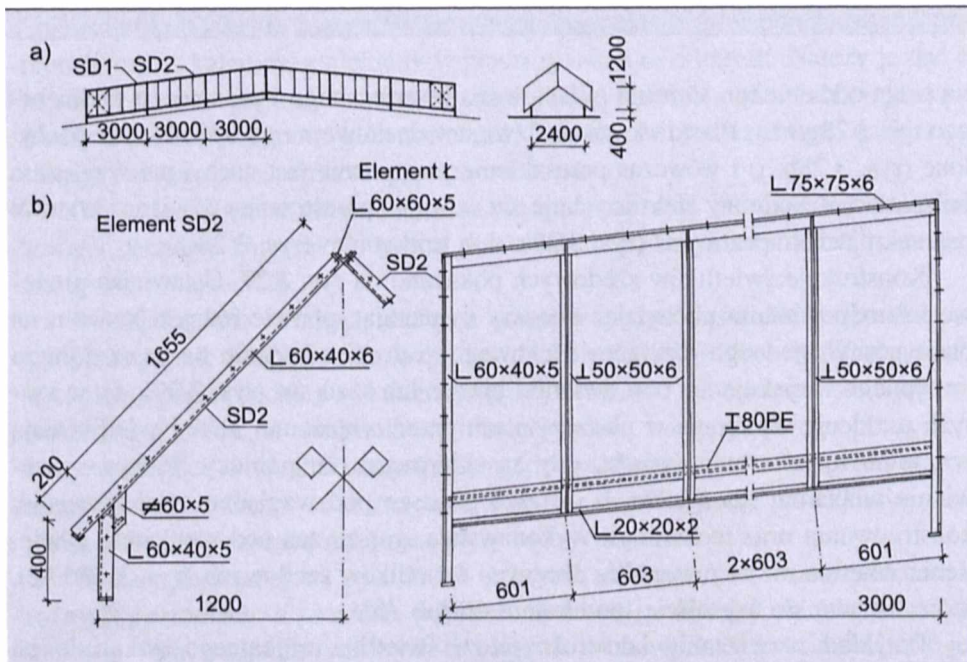 a)
SD1
SD2
3000 3000 3000
2400
400
1200
b)
Element SD2
Element Ł
L60×60×5
1655
L60×40×6
SD2
200
⌀60×5
400
L60×40×5
1200
L75×75×6
SD2
L60×40×5
L50×50×6
L50×50×6
I80PE
L20×20×2
601
603
2×603
601
3000